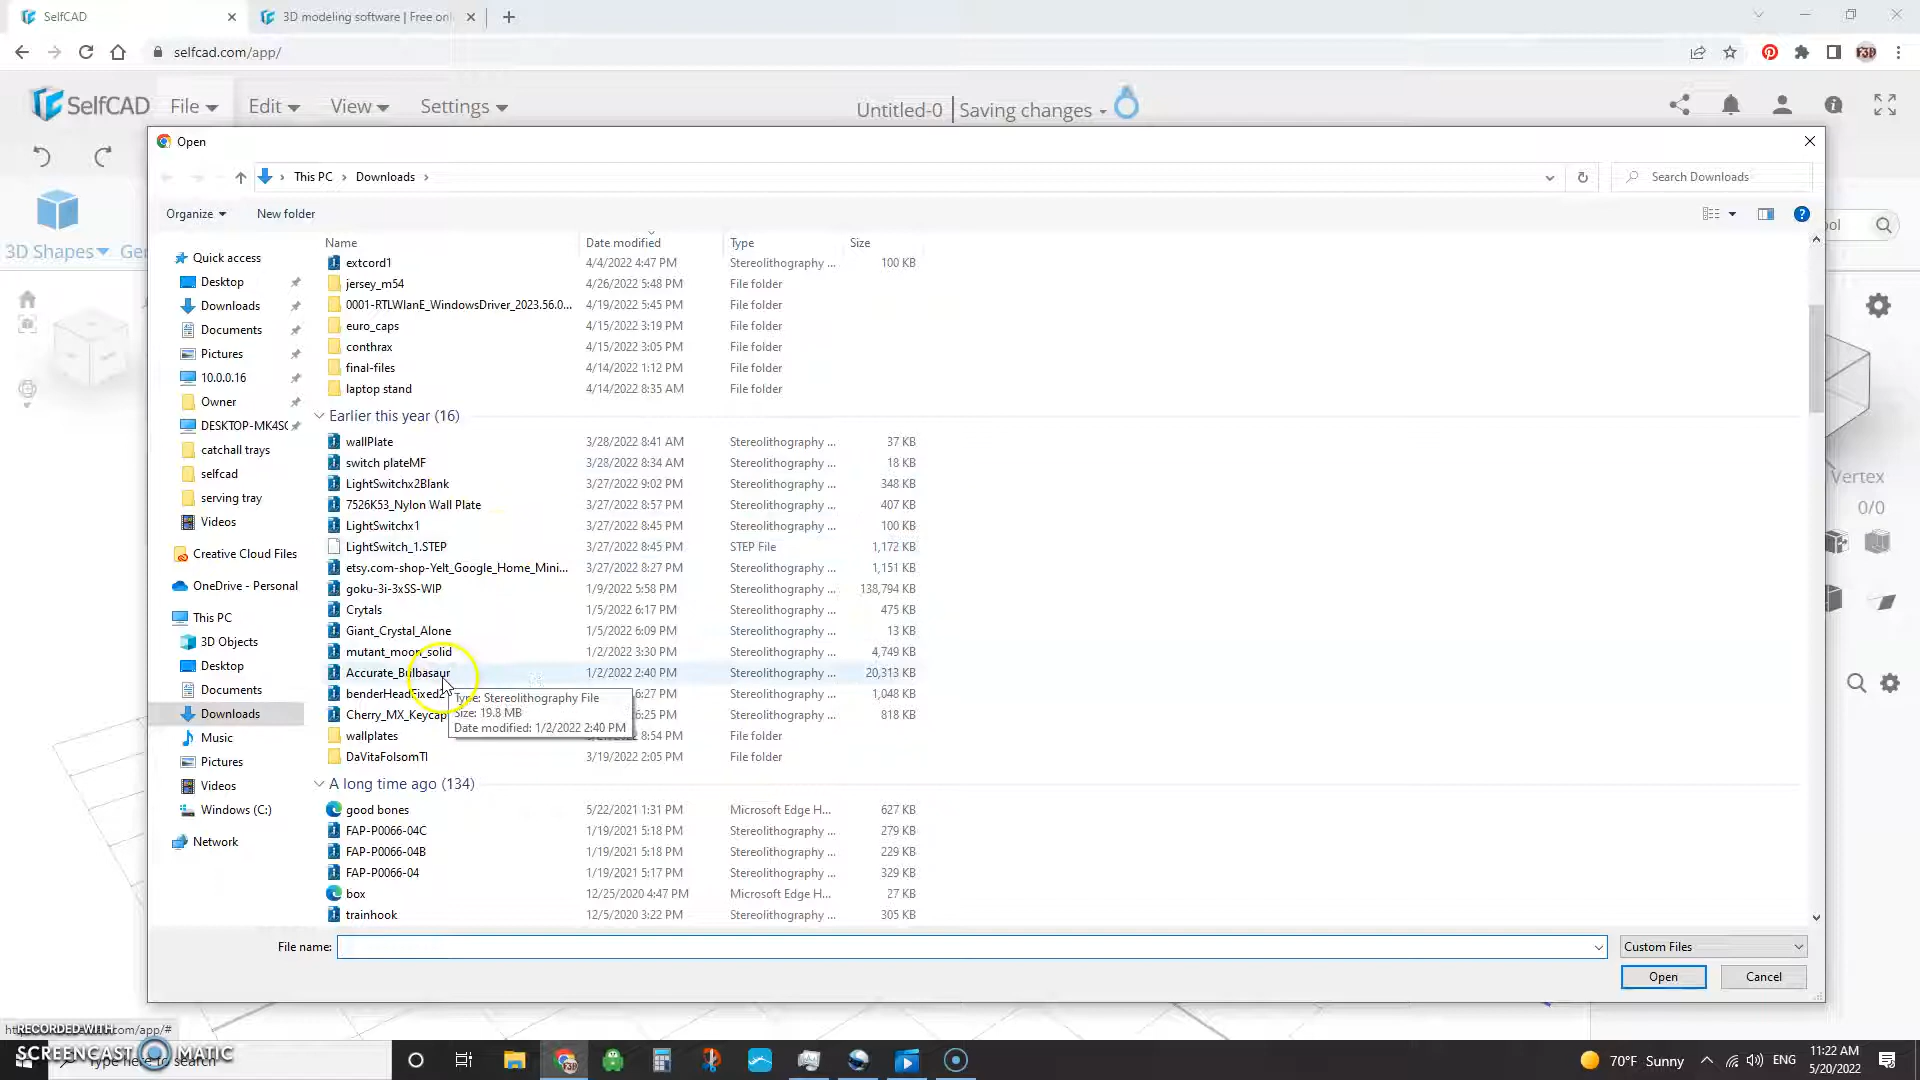 SelfCAD
3D modeling software | Free onl
selfcad.com/app/
SelfCAD File Edit View Settings
Untitled-0 | Saving changes
Open
This PC > Downloads >
Search Downloads
Organize New folder
3D Shapes Ge
ool
Name Date modified Type Size
Quick access
Desktop
Downloads
Documents
Pictures
10.0.0.16
Owner
DESKTOP-MK4S
catchall trays
selfcad
serving tray
Videos
Creative Cloud Files
OneDrive - Personal
This PC
3D Objects
Desktop
Documents
Downloads
Music
Pictures
Videos
Windows (C:)
Network
extcord1 4/4/2022 4:47 PM Stereolithography ... 100 KB
jersey_m54 4/26/2022 5:48 PM File folder
0001-RTLWlanE_WindowsDriver_2023.56.0... 4/19/2022 5:45 PM File folder
euro_caps 4/15/2022 3:19 PM File folder
conthrax 4/15/2022 3:05 PM File folder
final-files 4/14/2022 1:12 PM File folder
laptop stand 4/14/2022 8:35 AM File folder
Earlier this year (16)
wallPlate 3/28/2022 8:41 AM Stereolithography ... 37 KB
switch plateMF 3/28/2022 8:34 AM Stereolithography ... 18 KB
LightSwitchx2Blank 3/27/2022 9:02 PM Stereolithography ... 348 KB
7526K53_Nylon Wall Plate 3/27/2022 8:57 PM Stereolithography ... 407 KB
LightSwitchx1 3/27/2022 8:45 PM Stereolithography ... 100 KB
LightSwitch_1.STEP 3/27/2022 8:45 PM STEP File 1,172 KB
etsy.com-shop-Yelt_Google_Home_Mini... 3/27/2022 8:27 PM Stereolithography ... 1,151 KB
goku-3i-3xSS-WIP 1/9/2022 5:58 PM Stereolithography ... 138,794 KB
Crytals 1/5/2022 6:17 PM Stereolithography ... 475 KB
Giant_Crystal_Alone 1/5/2022 6:09 PM Stereolithography ... 13 KB
mutant_moon_solid 1/2/2022 3:30 PM Stereolithography ... 4,749 KB
Accurate_Bulbasaur 1/2/2022 2:40 PM Stereolithography ... 20,313 KB
benderHeadFixed2 6:27 PM Stereolithography ... 1,048 KB
Cherry_MX_Keycap 6:25 PM Stereolithography ... 818 KB
wallplates 8:54 PM File folder
DaVitaFolsomTI 3/19/2022 2:05 PM File folder
Type: Stereolithography File
Size: 19.8 MB
Date modified: 1/2/2022 2:40 PM
A long time ago (134)
good bones 5/22/2021 1:31 PM Microsoft Edge H... 627 KB
FAP-P0066-04C 1/19/2021 5:18 PM Stereolithography ... 279 KB
FAP-P0066-04B 1/19/2021 5:18 PM Stereolithography ... 229 KB
FAP-P0066-04 1/19/2021 5:17 PM Stereolithography ... 329 KB
box 12/25/2020 4:47 PM Microsoft Edge H... 27 KB
trainhook 12/5/2020 3:22 PM Stereolithography ... 305 KB
Vertex
0/0
File name: Custom Files
Open Cancel
com/app/#
RECORDED WITH
SCREENCAST MATIC
Type here to search
70°F Sunny ENG 11:22 AM
5/20/2022